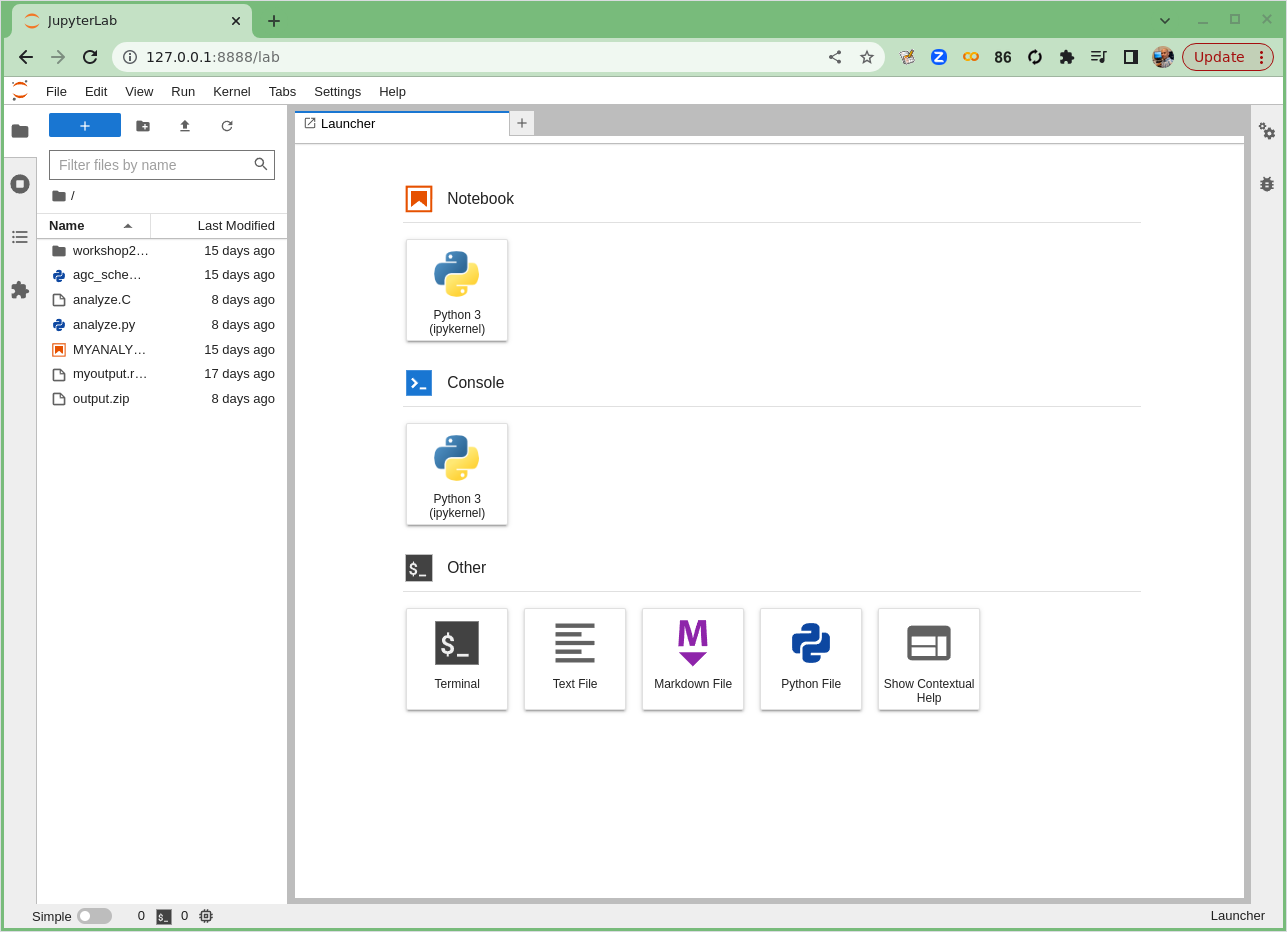 JupyterLab
127.0.0.1:8888/lab
86
Update
File Edit View Run Kernel Tabs Settings Help
Filter files by name
/
Name Last Modified
workshop2... 15 days ago
agc_sche... 15 days ago
analyze.C 8 days ago
analyze.py 8 days ago
MYANALY... 15 days ago
myoutput.r... 17 days ago
output.zip 8 days ago
Launcher
Notebook
Python 3
(ipykernel)
Console
Python 3
(ipykernel)
$_ Other
$_
Terminal
Text File
M
Markdown File
Python File
Show Contextual
Help
Simple 0 $_ 0 Launcher